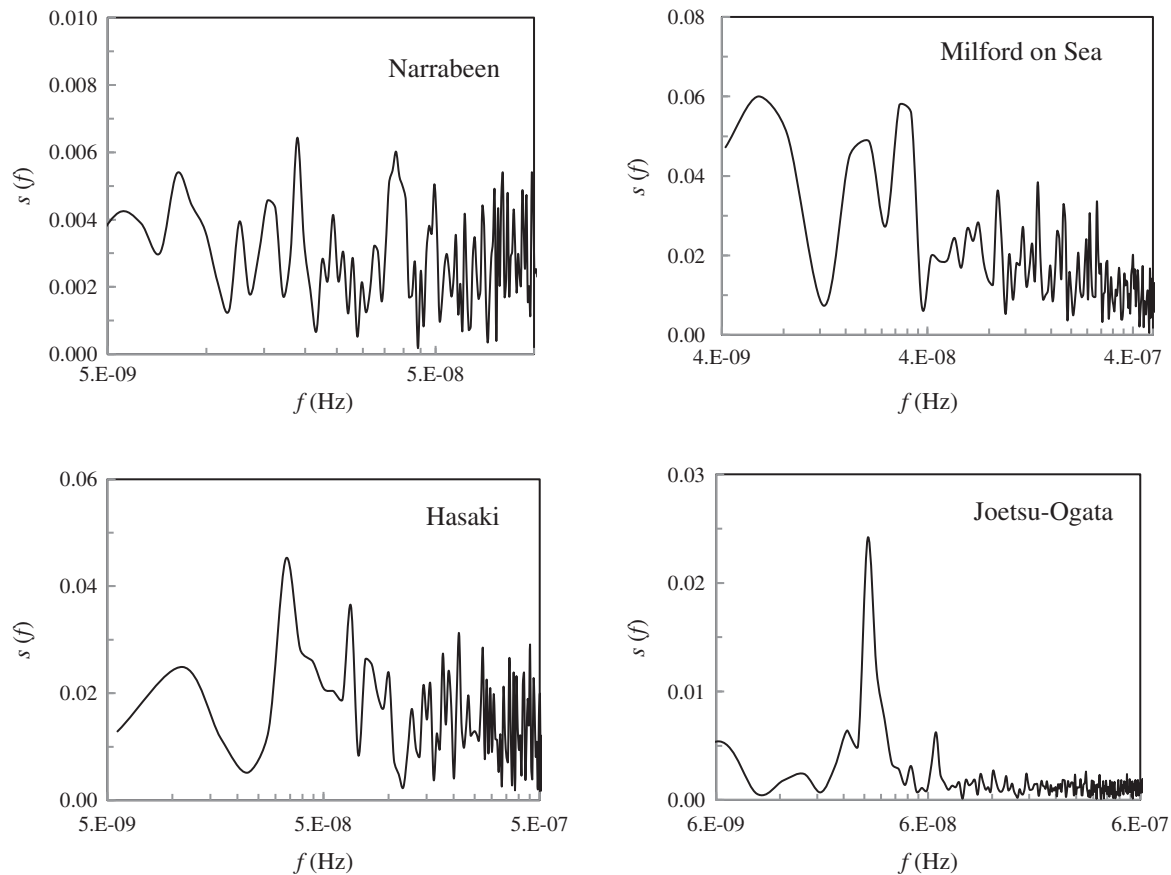 0.010
0.008
0.006
0.004
0.002
0.000
s (f)
Narrabeen
5.E-09
5.E-08
f (Hz)
0.08
0.06
0.04
0.02
0.00
s (f)
Milford on Sea
4.E-09
4.E-08
4.E-07
f (Hz)
0.06
0.04
0.02
0.00
s (f)
Hasaki
5.E-09
5.E-08
5.E-07
f (Hz)
0.03
0.02
0.01
0.00
s (f)
Joetsu-Ogata
6.E-09
6.E-08
6.E-07
f (Hz)